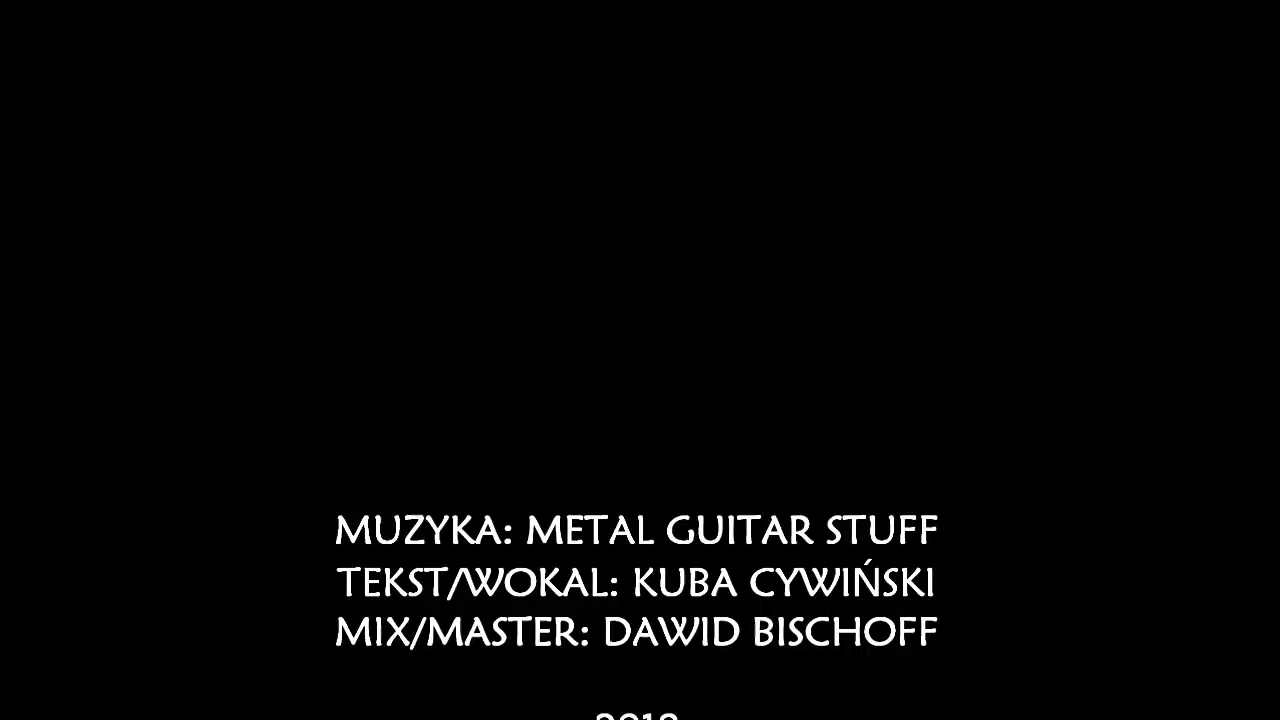 MUZYKA: METAL GUITAR STUFF
TEKST/WOKAL: KUBA CYWIŃSKI
MIX/MASTER: DAWID BISCHOFF